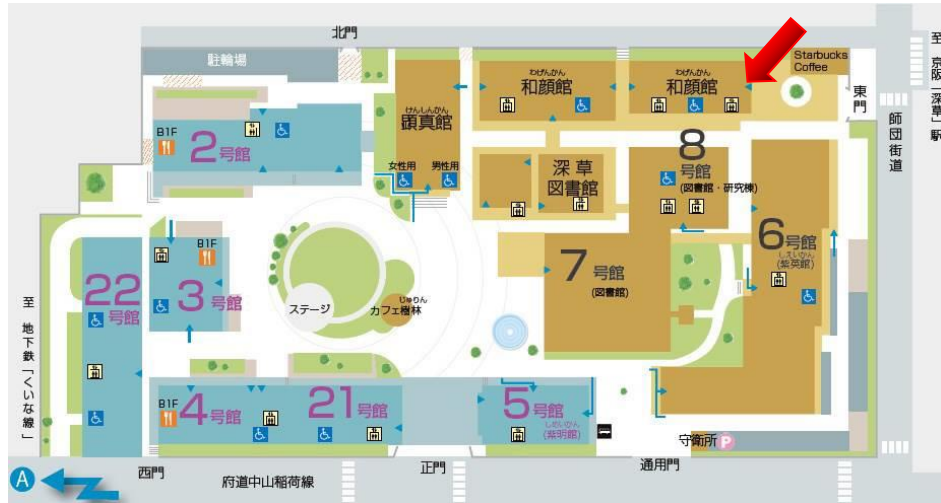 北門
駐輪場
Starbucks
Coffee
至
京阪「深草」駅
東門
師団街道
わげんかん
和顔館
わげんかん
和顔館
けんしんかん
顕真館
女性用
男性用
B1F
2号館
深草
図書館
8
号館
(図書館・研究棟)
6号館
しえいかん
(紫英館)
7号館
(図書館)
B1F
3号館
22
号館
ステージ
じゅりん
カフェ樹林
至
地下鉄「くいな線」
B1F
4号館
21号館
5号館
しめいかん
(紫明館)
守衛所
P
A
西門
府道中山稲荷線
正門
通用門